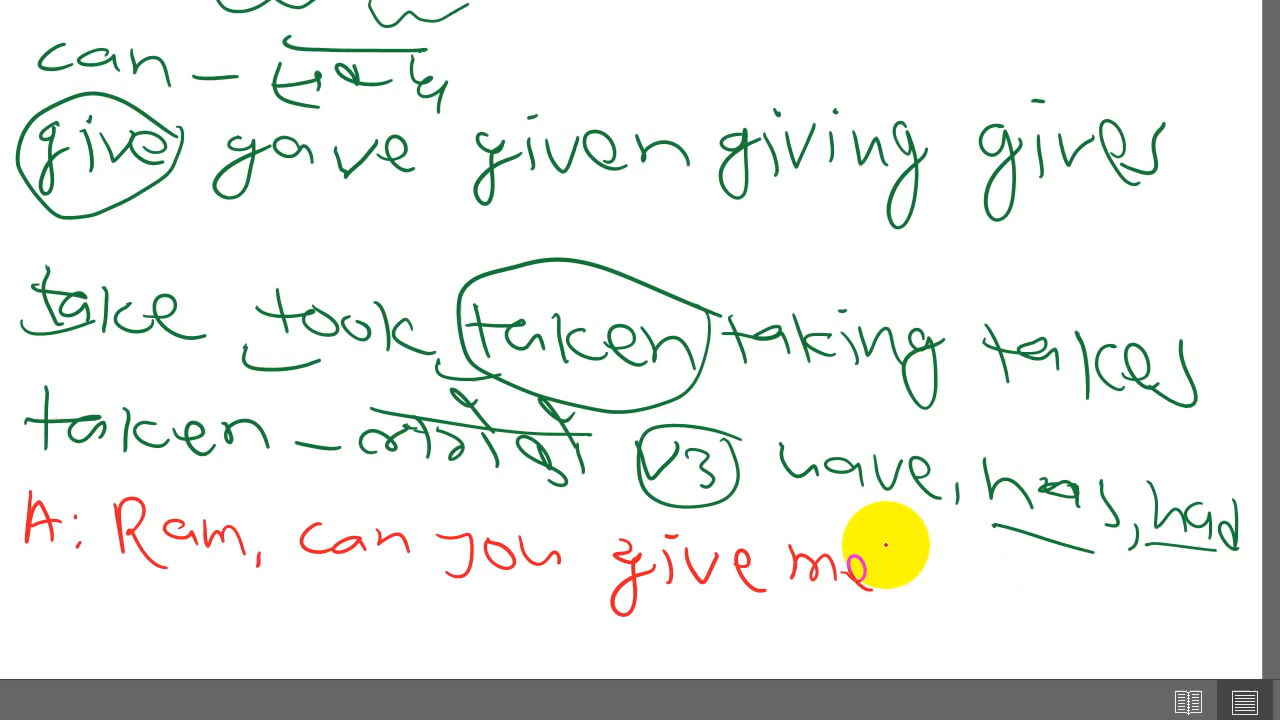 can –
give gave given giving gives
take took, taken taking takes
taken – V3 have, has, had
A: Ram, can you give me